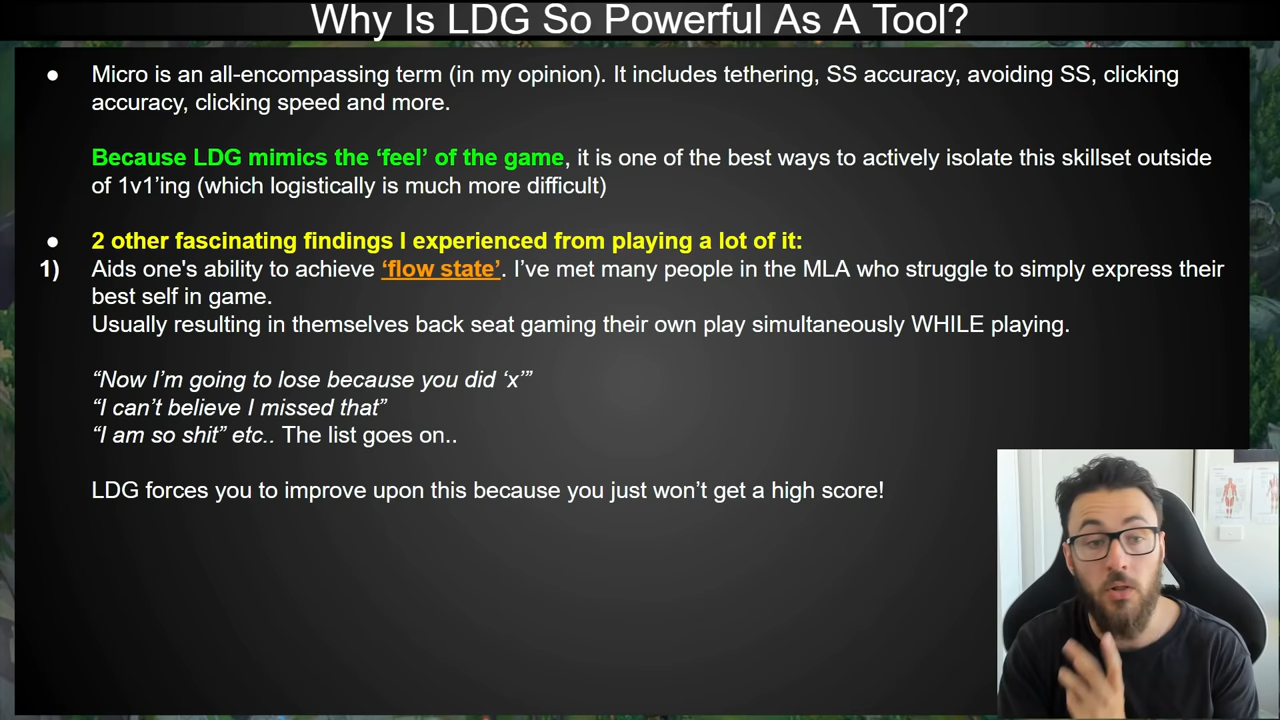 Why Is LDG So Powerful As A Tool?
● Micro is an all-encompassing term (in my opinion). It includes tethering, SS accuracy, avoiding SS, clicking
accuracy, clicking speed and more.
Because LDG mimics the ‘feel’ of the game, it is one of the best ways to actively isolate this skillset outside
of 1v1’ing (which logistically is much more difficult)
● 2 other fascinating findings I experienced from playing a lot of it:
1) Aids one's ability to achieve ‘flow state’. I’ve met many people in the MLA who struggle to simply express their
best self in game.
Usually resulting in themselves back seat gaming their own play simultaneously WHILE playing.
“Now I’m going to lose because you did ‘x’”
“I can’t believe I missed that”
“I am so shit” etc.. The list goes on..
LDG forces you to improve upon this because you just won’t get a high score!